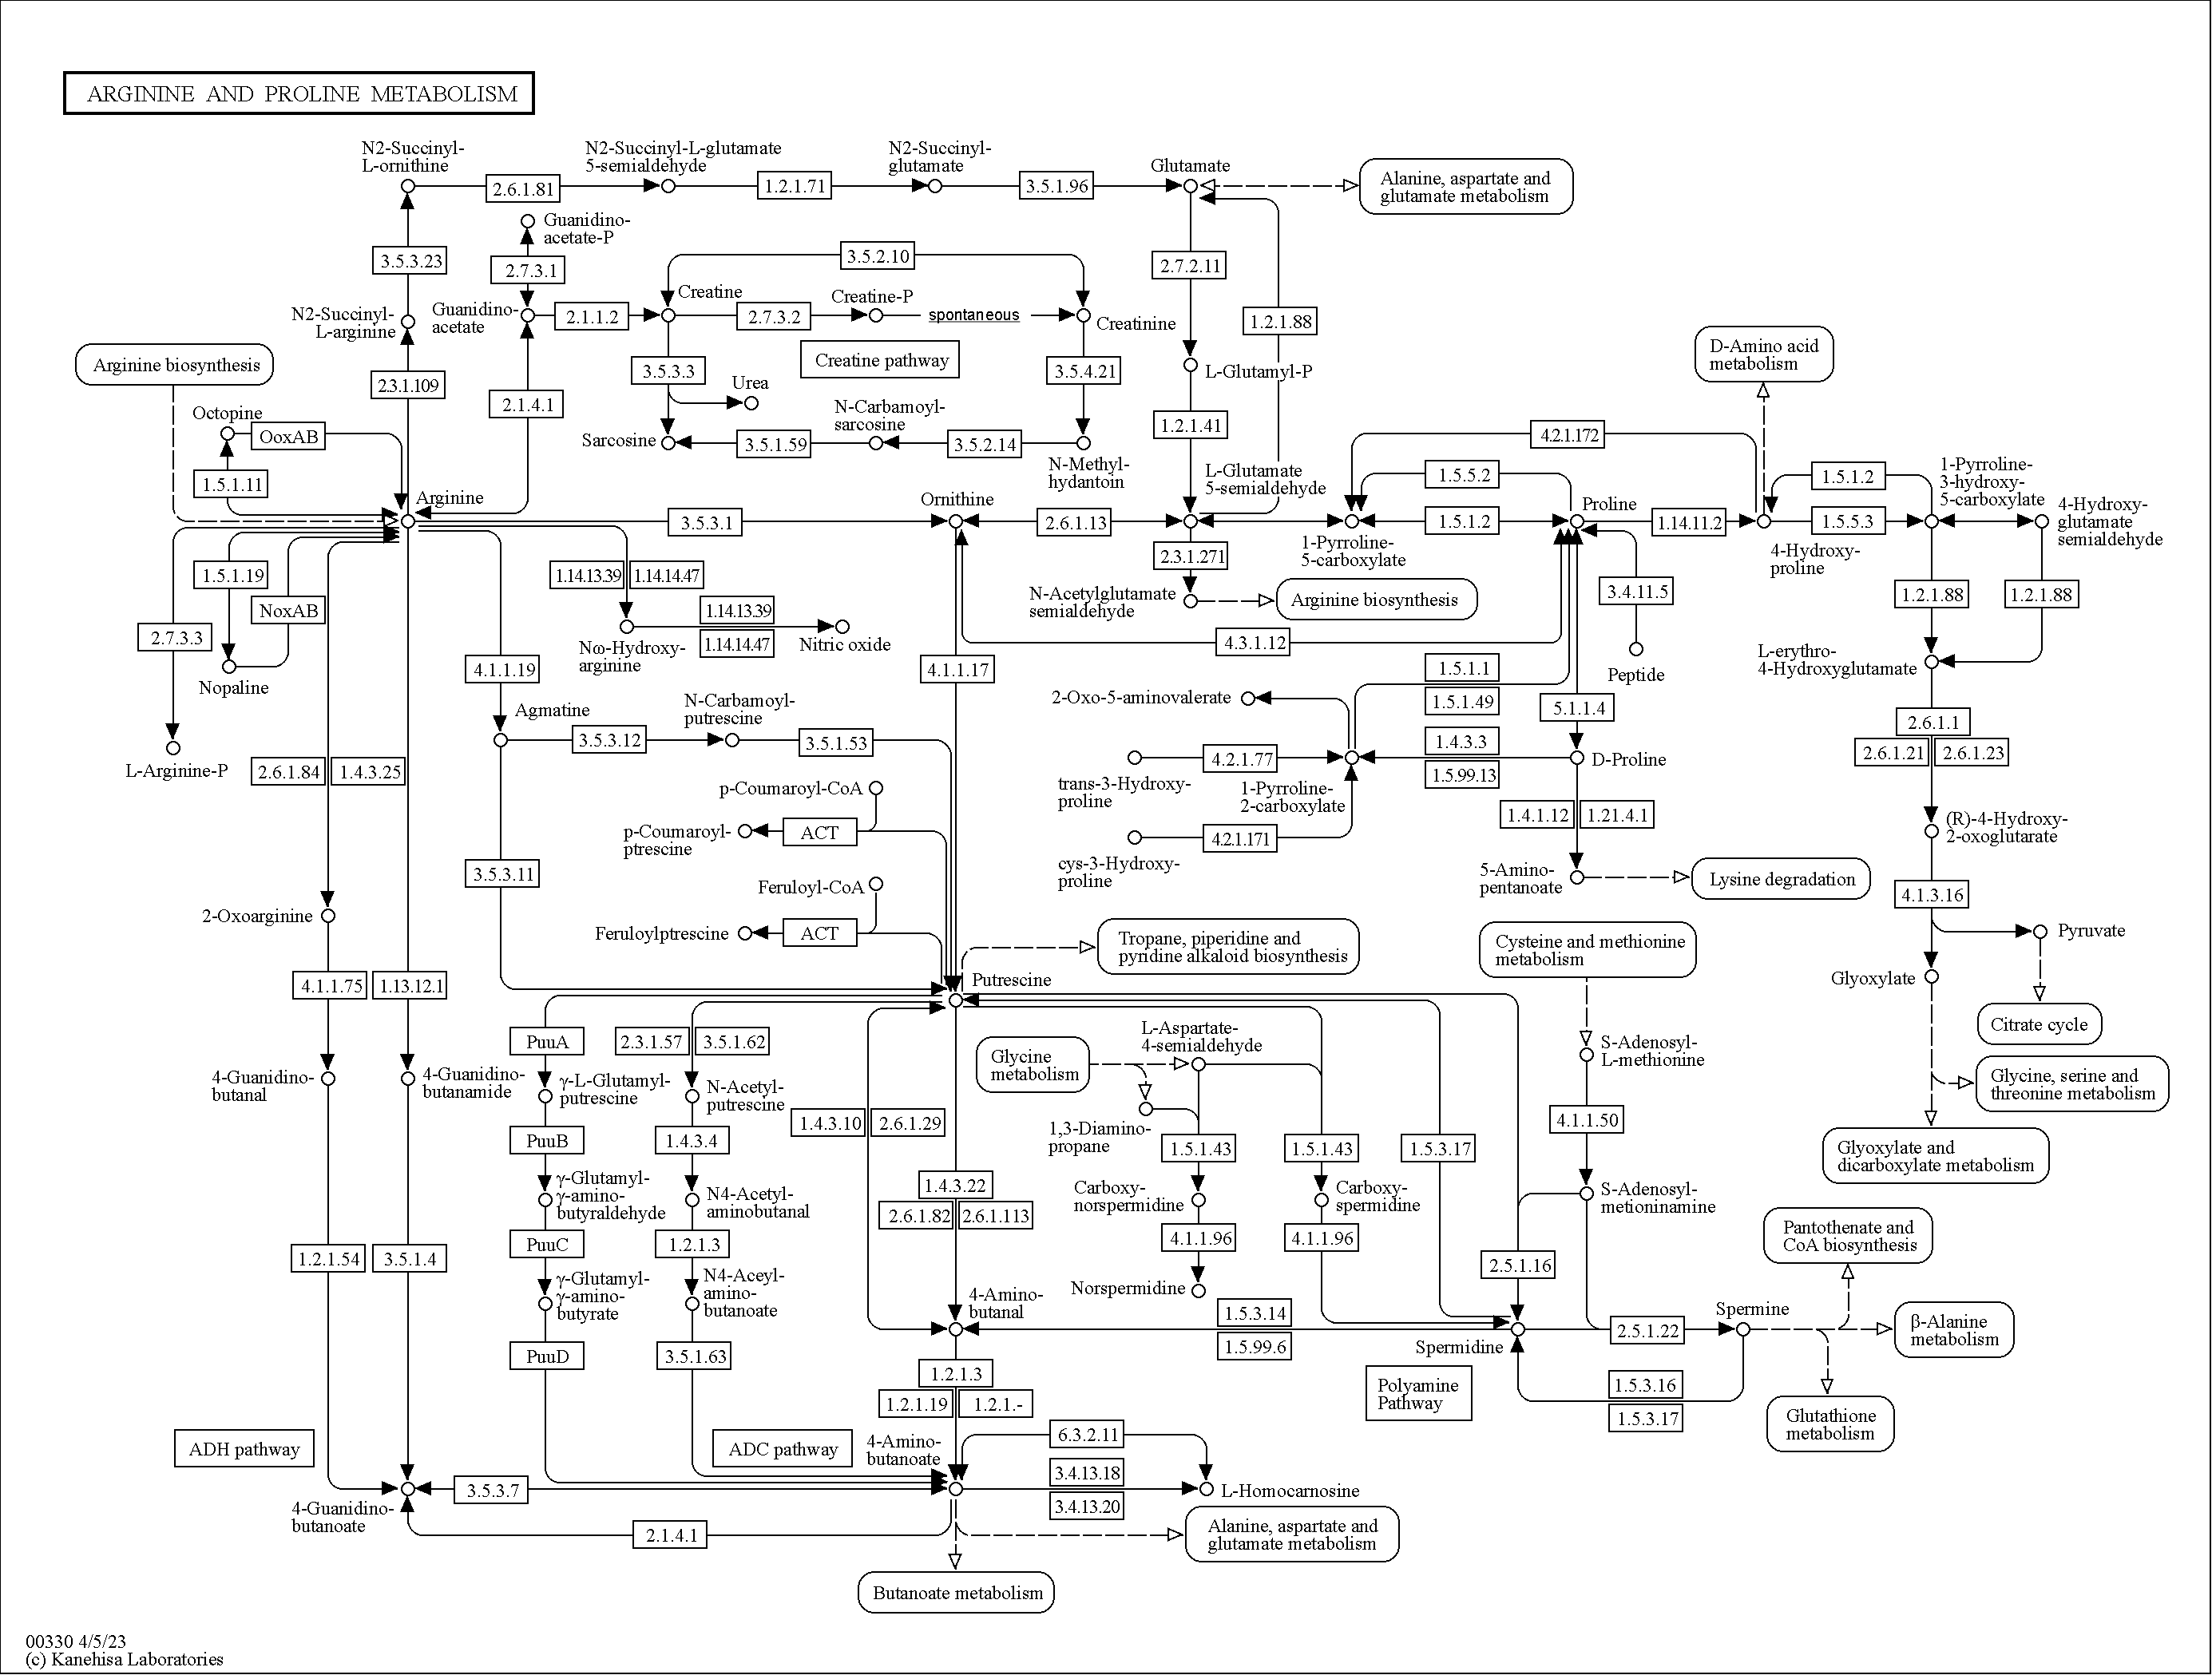 ARGININE AND PROLINE METABOLISM
N2-Succinyl-
L-ornithine
N2-Succinyl-L-glutamate
5-semialdehyde
N2-Succinyl-
glutamate
Glutamate
2.6.1.81
1.2.1.71
3.5.1.96
Alanine, aspartate and
glutamate metabolism
Guanidino-
acetate-P
3.5.3.23
2.7.3.1
3.5.2.10
2.7.2.11
N2-Succinyl-
L-arginine
Guanidino-
acetate
2.1.1.2
Creatine
2.7.3.2
Creatine-P
spontaneous
Creatinine
1.2.1.88
Arginine biosynthesis
Creatine pathway
D-Amino acid
metabolism
2.3.1.109
3.5.3.3
3.5.4.21
L-Glutamyl-P
Urea
2.1.4.1
Octopine
OoxAB
N-Carbamoyl-
sarcosine
1.2.1.41
Sarcosine
3.5.1.59
3.5.2.14
4.2.1.172
1.5.1.11
N-Methyl-
hydantoin
L-Glutamate
5-semialdehyde
1.5.5.2
1.5.1.2
1-Pyrroline-
3-hydroxy-
5-carboxylate
Arginine
Ornithine
Proline
4-Hydroxy-
glutamate
semialdehyde
3.5.3.1
2.6.1.13
1.5.1.2
1.14.11.2
1.5.5.3
1-Pyrroline-
5-carboxylate
4-Hydroxy-
proline
1.5.1.19
1.14.13.39
1.14.14.47
2.3.1.271
N-Acetylglutamate
semialdehyde
Arginine biosynthesis
3.4.11.5
1.2.1.88
1.2.1.88
NoxAB
1.14.13.39
1.14.14.47
2.7.3.3
Nω-Hydroxy-
arginine
Nitric oxide
4.3.1.12
Nopaline
4.1.1.19
4.1.1.17
1.5.1.1
1.5.1.49
Peptide
L-erythro-
4-Hydroxyglutamate
Agmatine
N-Carbamoyl-
putrescine
2-Oxo-5-aminovalerate
5.1.1.4
2.6.1.1
2.6.1.21
2.6.1.23
3.5.3.12
3.5.1.53
L-Arginine-P
2.6.1.84
1.4.3.25
4.2.1.77
1.4.3.3
1.5.99.13
D-Proline
trans-3-Hydroxy-
proline
1-Pyrroline-
2-carboxylate
p-Coumaroyl-CoA
p-Coumaroyl-
ptrescine
ACT
4.2.1.171
1.4.1.12
1.21.4.1
(R)-4-Hydroxy-
2-oxoglutarate
cys-3-Hydroxy-
proline
3.5.3.11
Feruloyl-CoA
5-Amino-
pentanoate
Lysine degradation
4.1.3.16
2-Oxoarginine
Feruloylptrescine
ACT
Tropane, piperidine and
pyridine alkaloid biosynthesis
Cysteine and methionine
metabolism
Pyruvate
Glyoxylate
4.1.1.75
1.13.12.1
Putrescine
Citrate cycle
PuuA
2.3.1.57
3.5.1.62
Glycine
metabolism
L-Aspartate-
4-semialdehyde
S-Adenosyl-
L-methionine
4-Guanidino-
butanal
4-Guanidino-
butanamide
γ-L-Glutamyl-
putrescine
N-Acetyl-
putrescine
Glycine, serine and
threonine metabolism
1.4.3.10
2.6.1.29
1,3-Diamino-
propane
4.1.1.50
PuuB
1.4.3.4
1.5.1.43
1.5.1.43
1.5.3.17
Glyoxylate and
dicarboxylate metabolism
γ-Glutamyl-
γ-amino-
butyraldehyde
N4-Acetyl-
aminobutanal
1.4.3.22
2.6.1.82
2.6.1.113
Carboxy-
norspermidine
Carboxy-
spermidine
S-Adenosyl-
metioninamine
PuuC
1.2.1.3
4.1.1.96
4.1.1.96
Pantothenate and
CoA biosynthesis
1.2.1.54
3.5.1.4
2.5.1.16
γ-Glutamyl-
γ-amino-
butyrate
N4-Aceyl-
amino-
butanoate
4-Amino-
butanal
Norspermidine
1.5.3.14
1.5.99.6
2.5.1.22
Spermine
β-Alanine
metabolism
PuuD
3.5.1.63
1.2.1.3
1.2.1.19
1.2.1.-
Spermidine
Polyamine
Pathway
1.5.3.16
1.5.3.17
Glutathione
metabolism
ADH pathway
ADC pathway
4-Amino-
butanoate
6.3.2.11
3.4.13.18
3.4.13.20
L-Homocarnosine
3.5.3.7
4-Guanidino-
butanoate
2.1.4.1
Alanine, aspartate and
glutamate metabolism
Butanoate metabolism
00330 4/5/23
(c) Kanehisa Laboratories